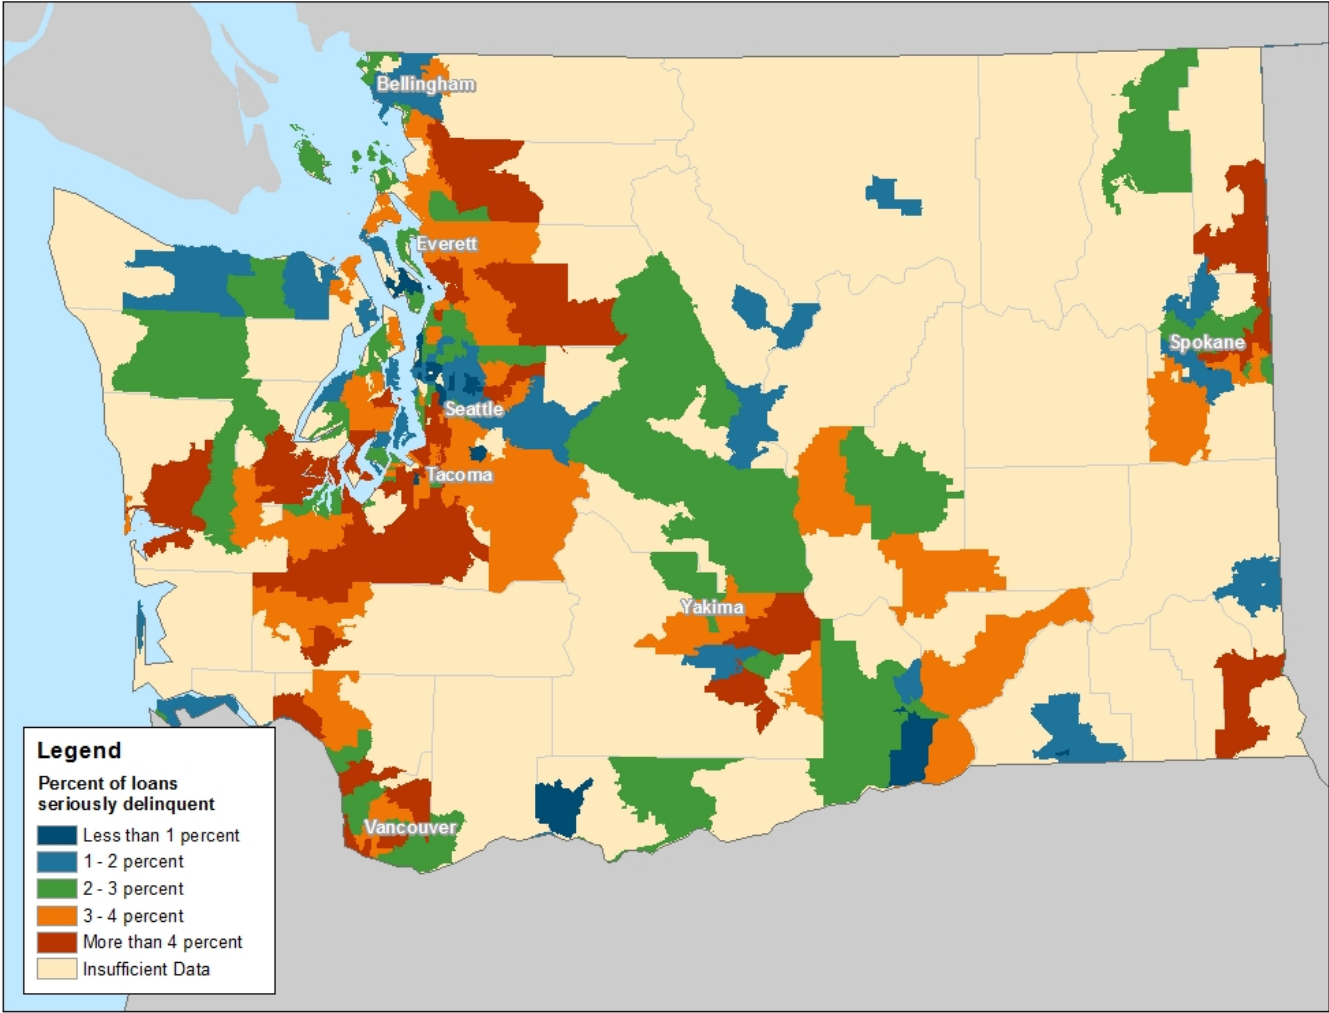 Bellingham
Everett
Spokane
Seattle
Tacoma
Yakima
Vancouver
Legend
Percent of loans
seriously delinquent
Less than 1 percent
1 - 2 percent
2 - 3 percent
3 - 4 percent
More than 4 percent
Insufficient Data